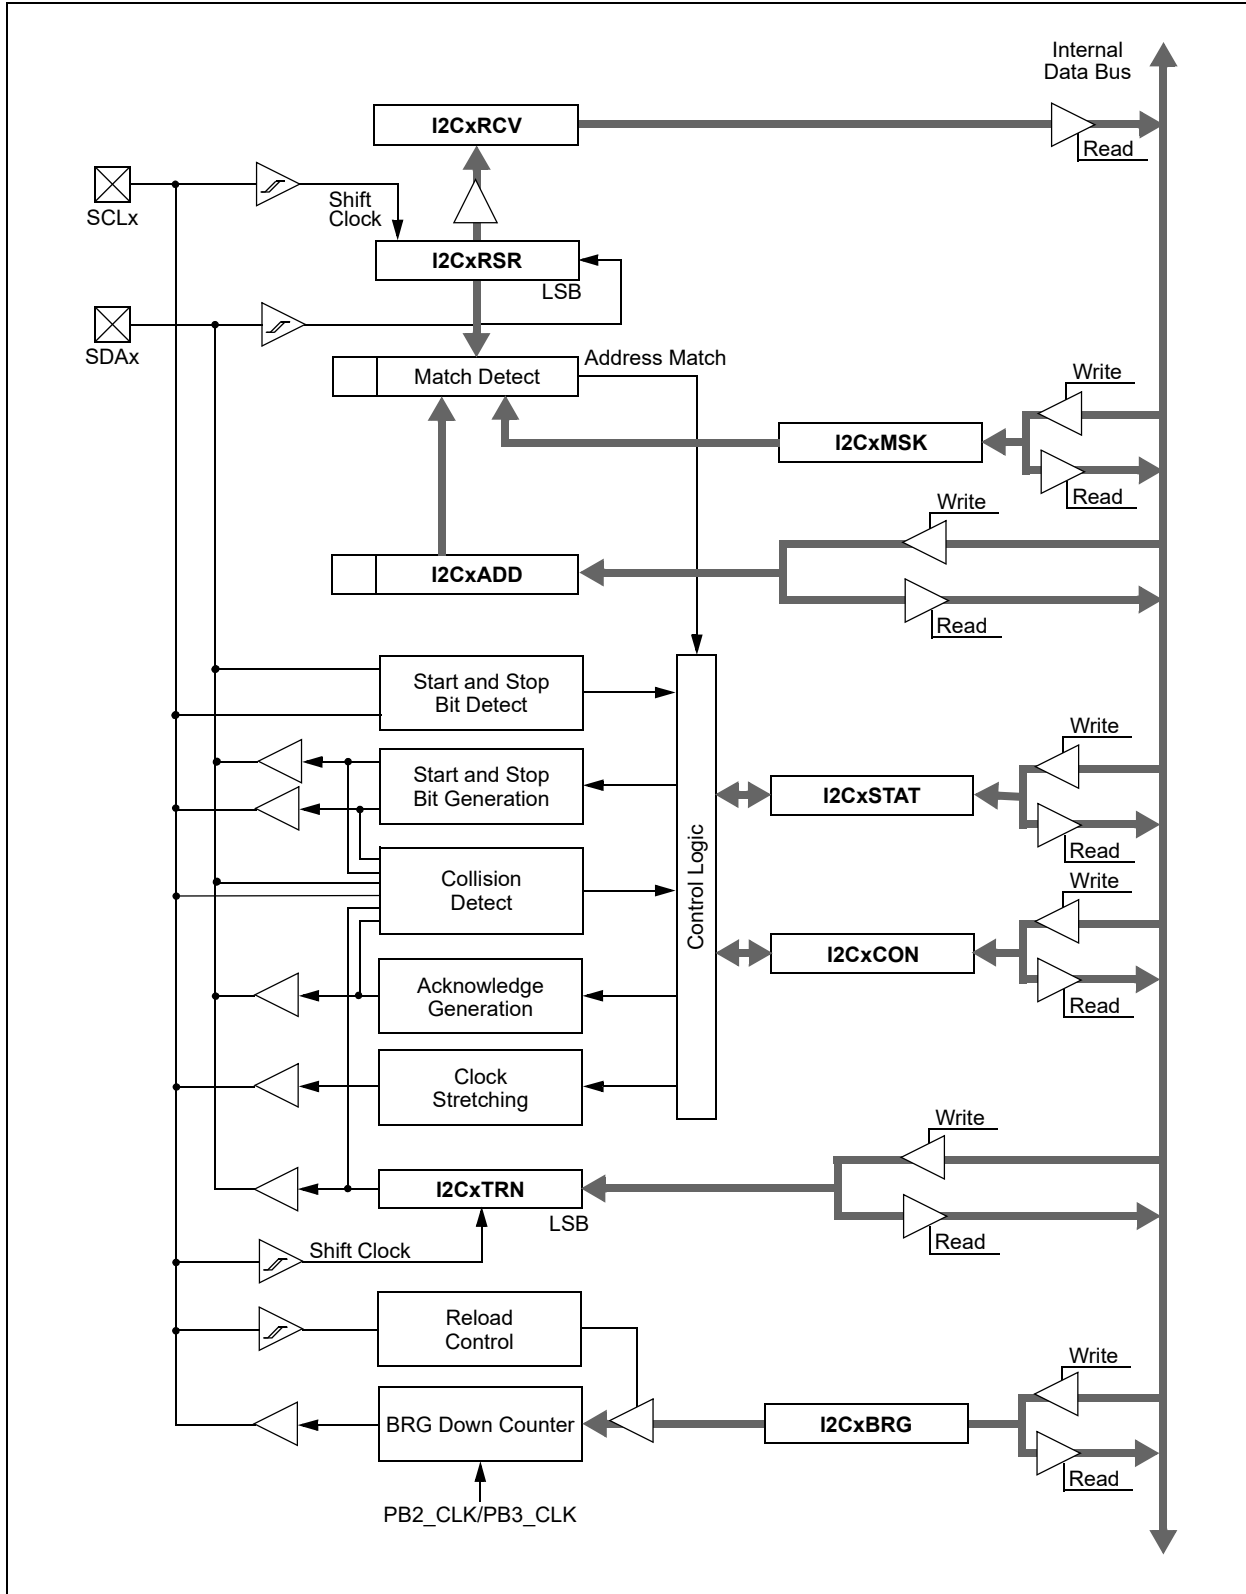 Internal
Data Bus
I2CxRCV
Read
SCLx
Shift
Clock
I2CxRSR
LSB
SDAx
Address Match
Match Detect
Write
I2CxMSK
Read
Write
I2CxADD
Read
Start and Stop
Bit Detect
Write
Start and Stop
Bit Generation
I2CxSTAT
Read
Control Logic
Collision
Detect
Write
I2CxCON
Read
Acknowledge
Generation
Clock
Stretching
Write
I2CxTRN
LSB
Read
Shift Clock
Reload
Control
Write
BRG Down Counter
I2CxBRG
Read
PB2_CLK/PB3_CLK